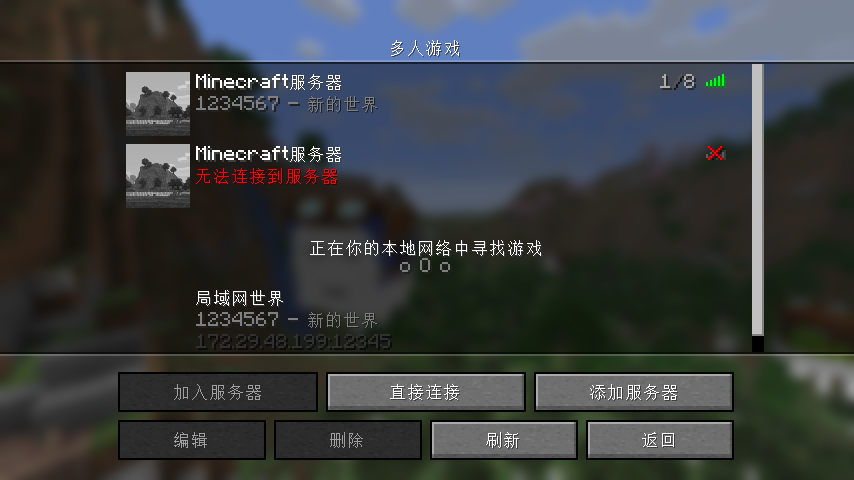 多人游戏
Minecraft服务器
1/8
1234567 - 新的世界
Minecraft服务器
无法连接到服务器
正在你的本地网络中寻找游戏
o O o
局域网世界
1234567 - 新的世界
172.29.48.199:12345
加入服务器
直接连接
添加服务器
编辑
删除
刷新
返回